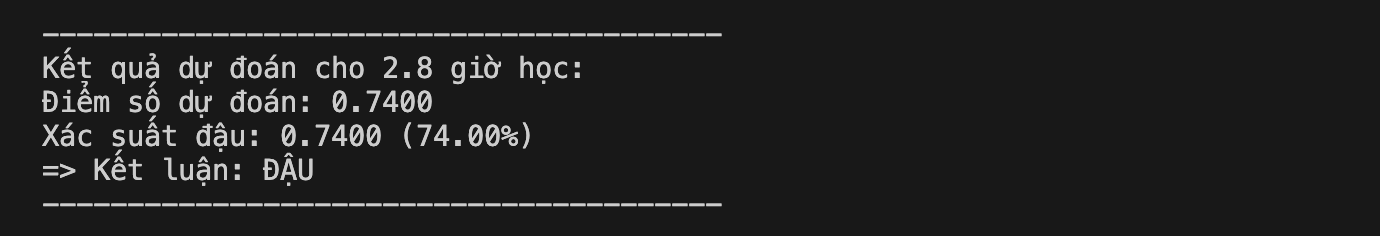 ----------------------------------------
Kết quả dự đoán cho 2.8 giờ học:
Điểm số dự đoán: 0.7400
Xác suất đậu: 0.7400 (74.00%)
=> Kết luận: ĐẬU
----------------------------------------